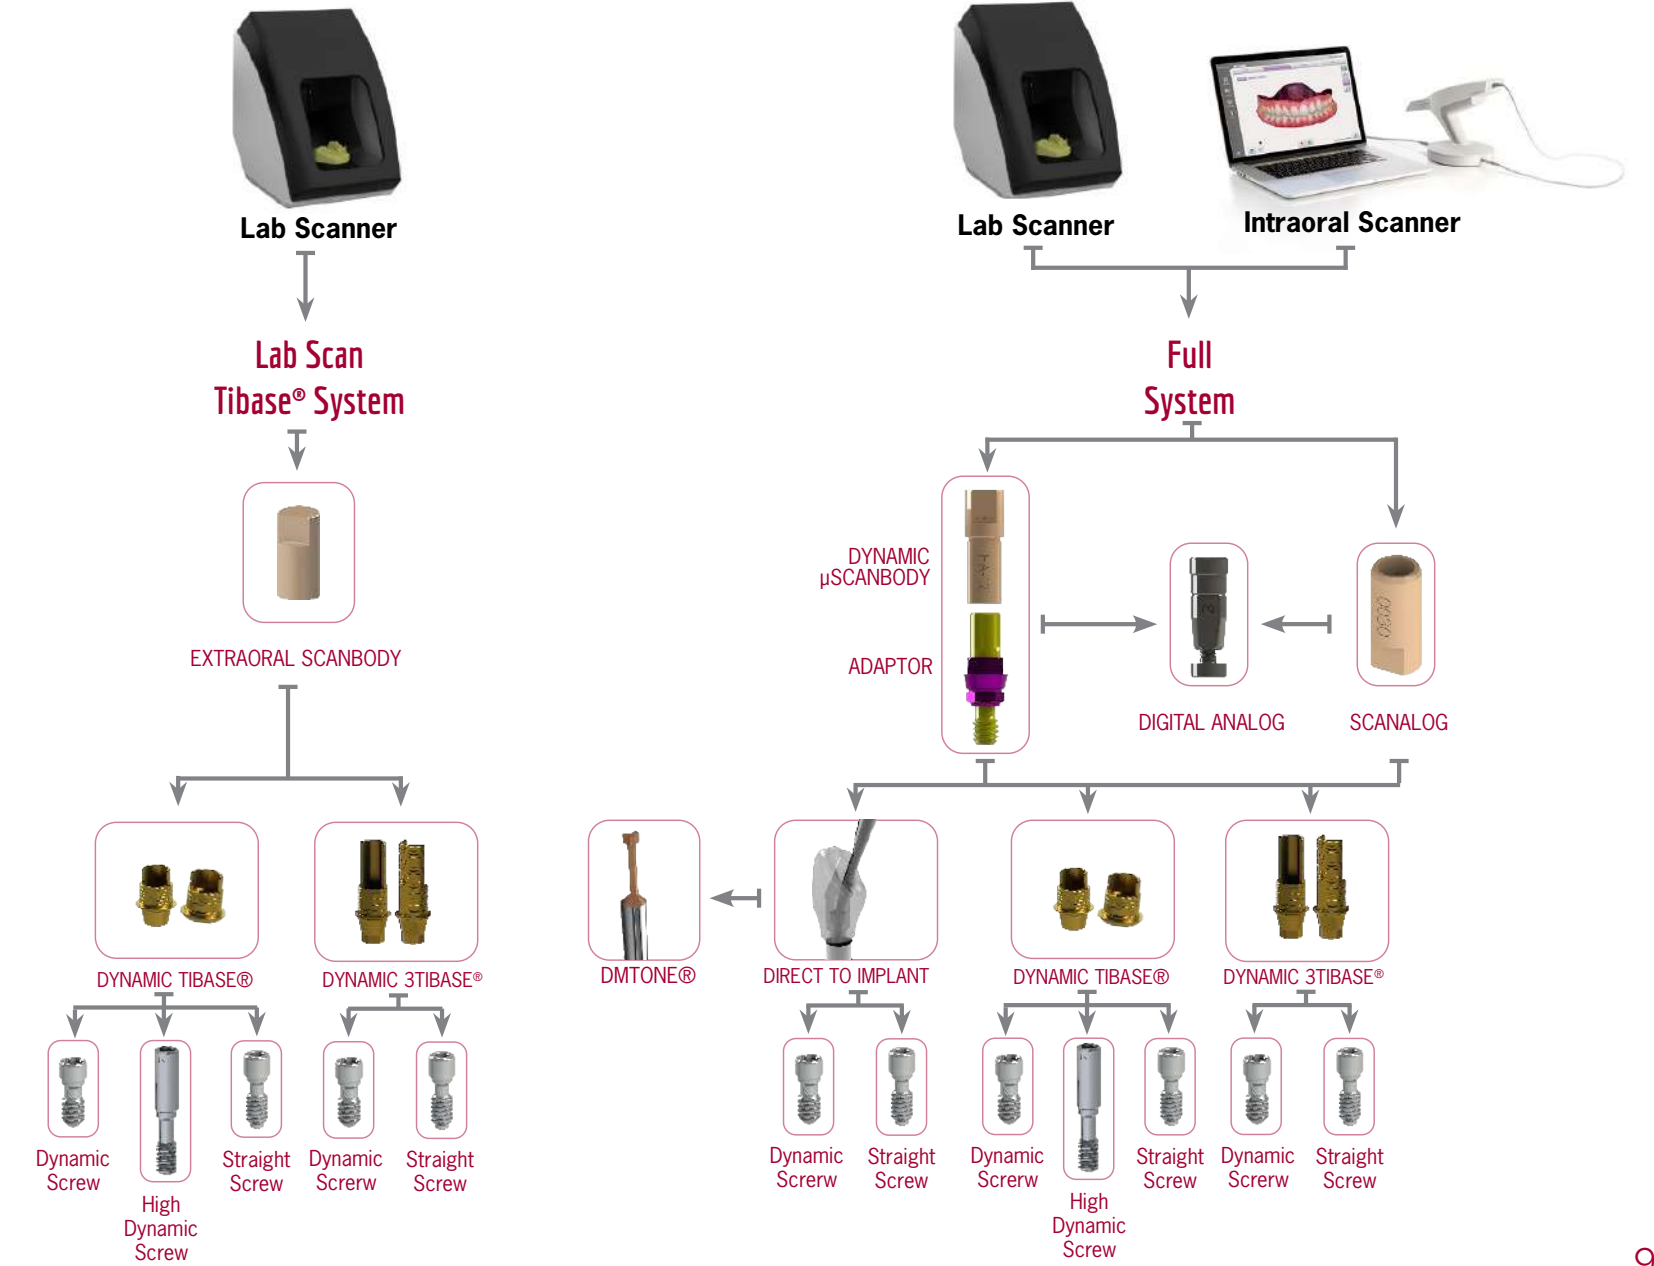 Lab Scanner
Lab Scanner
Intraoral Scanner
Lab Scan
Tibase® System
Full
System
EXTRAORAL SCANBODY
DYNAMIC
µSCANBODY
ADAPTOR
DIGITAL ANALOG
0030
SCANALOG
DYNAMIC TIBASE®
DYNAMIC 3TIBASE®
DMTONE®
DIRECT TO IMPLANT
DYNAMIC TIBASE®
DYNAMIC 3TIBASE®
Dynamic
Screw
High
Dynamic
Screw
Straight
Screw
Dynamic
Screrw
Straight
Screw
Dynamic
Screrw
Straight
Screw
Dynamic
Screrw
High
Dynamic
Screw
Straight
Screw
Dynamic
Screrw
Straight
Screw
9